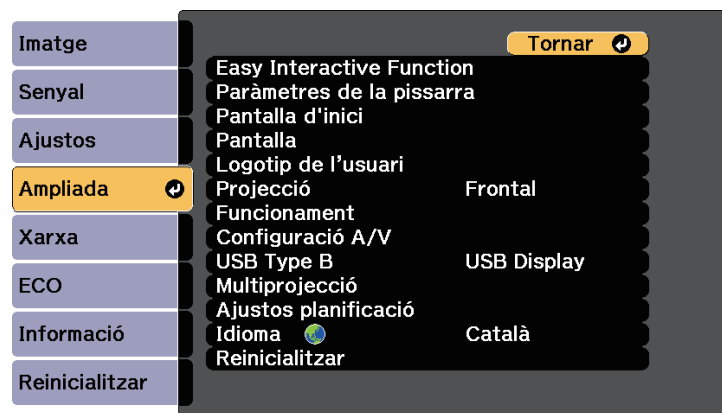 Imatge
Senyal
Ajustos
Ampliada
Xarxa
ECO
Informació
Reinicialitzar
Tornar
Easy Interactive Function
Paràmetres de la pissarra
Pantalla d'inici
Pantalla
Logotip de l’usuari
Projecció Frontal
Funcionament
Configuració A/V
USB Type B USB Display
Multiprojecció
Ajustos planificació
Idioma Català
Reinicialitzar